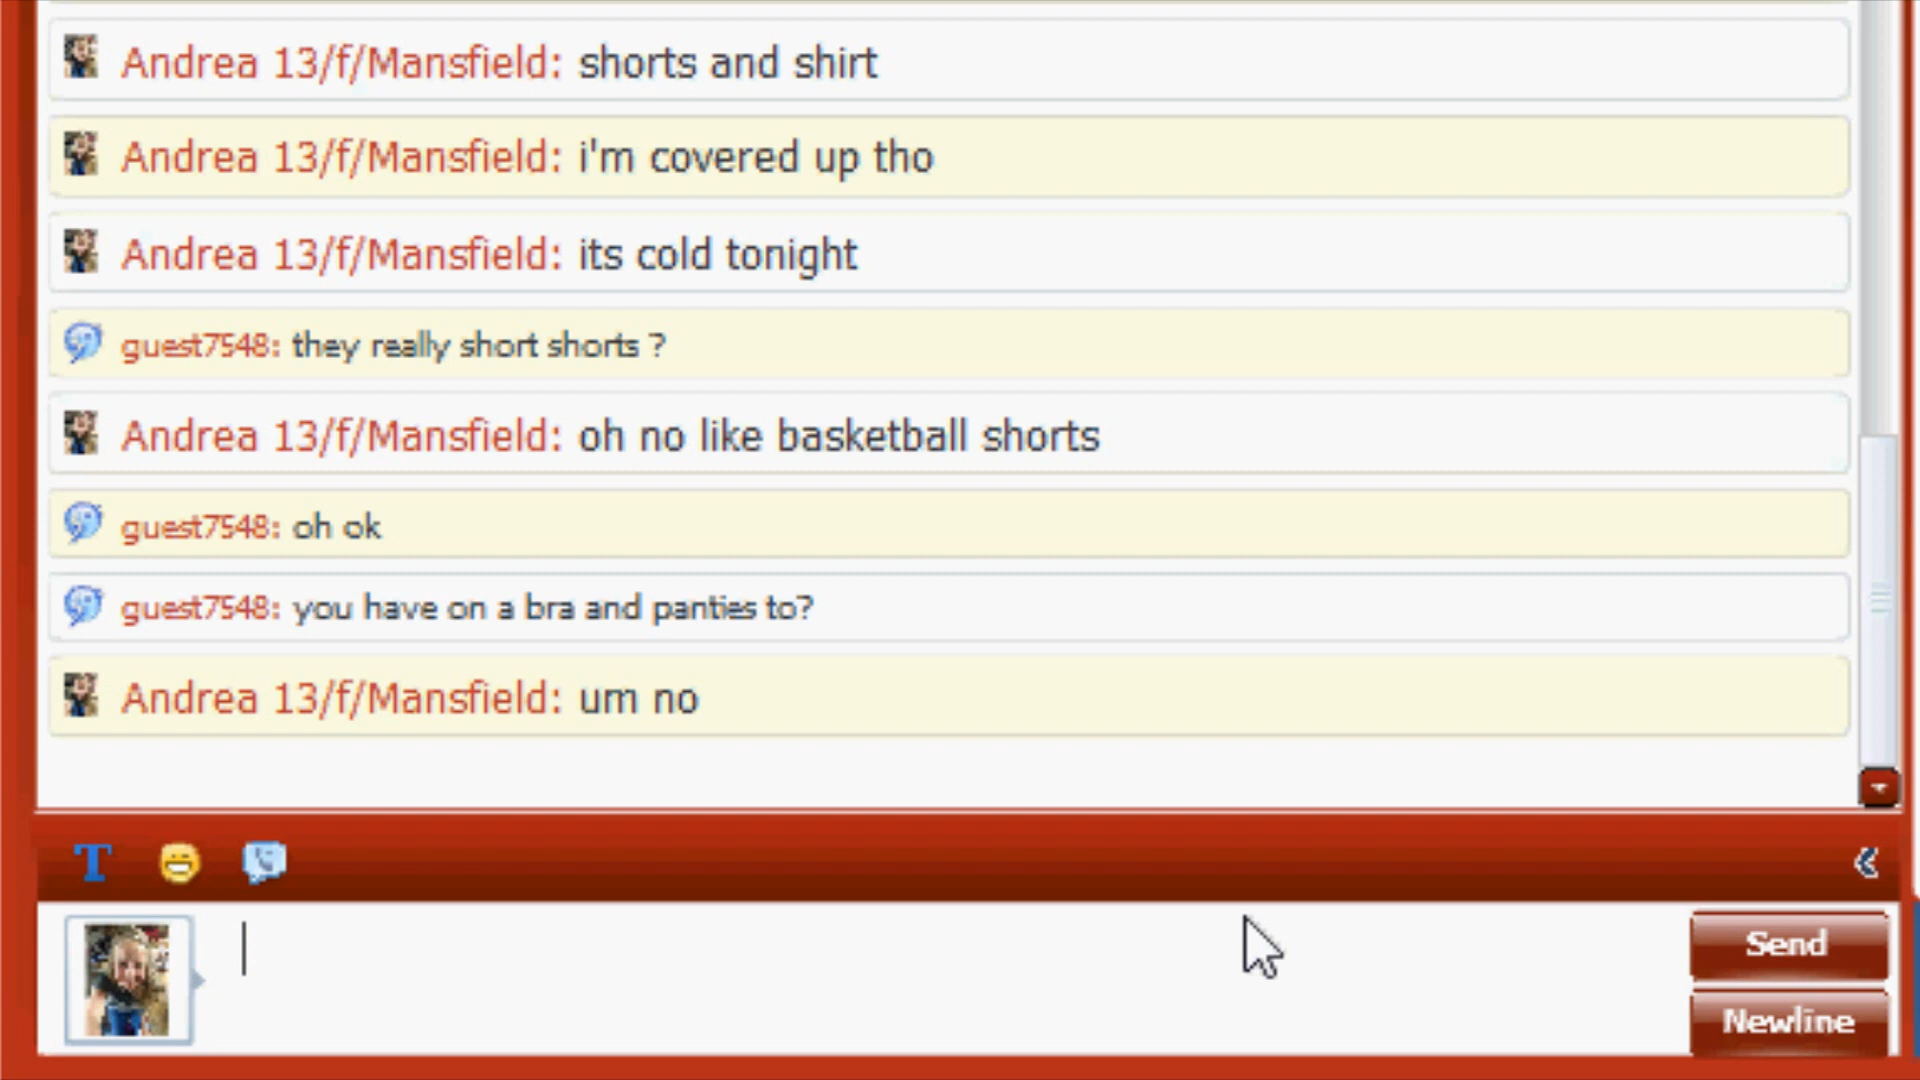 Andrea 13/f/Mansfield: shorts and shirt
Andrea 13/f/Mansfield: i'm covered up tho
Andrea 13/f/Mansfield: its cold tonight
guest7548: they really short shorts ?
Andrea 13/f/Mansfield: oh no like basketball shorts
guest7548: oh ok
guest7548: you have on a bra and panties to?
Andrea 13/f/Mansfield: um no
T
Send
Newline